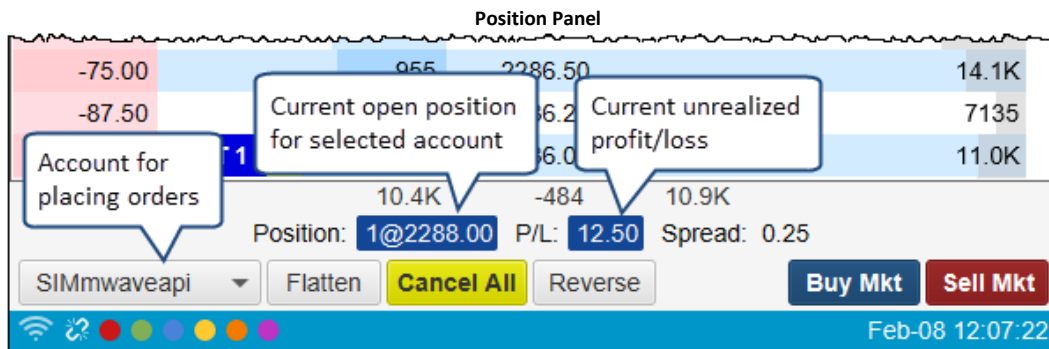 Position Panel
-75.00 955 2286.50 14.1K
-87.50 7135
11.0K
Current open position
for selected account
Current unrealized
profit/loss
Account for
placing orders
10.4K -484 10.9K
Position: 1@2288.00 P/L: 12.50 Spread: 0.25
SIMmwaveapi Flatten Cancel All Reverse Buy Mkt Sell Mkt
Feb-08 12:07:22